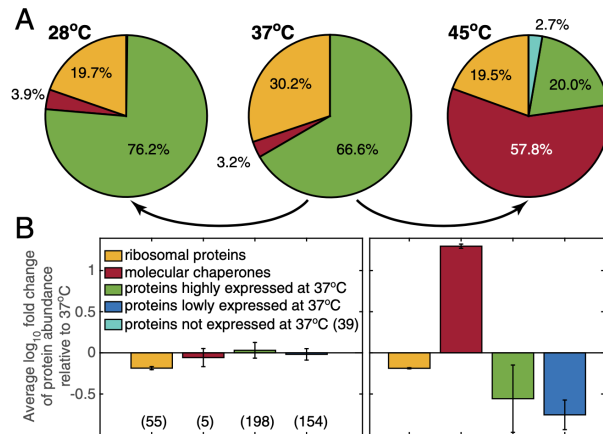 A
28°C
37°C
45°C
19.7%
3.9%
76.2%
30.2%
3.2%
66.6%
2.7%
19.5%
20.0%
57.8%
B
Average log10 fold change
of protein abundance
relative to 37°C
1
0.5
0
-0.5
ribosomal proteins
molecular chaperones
proteins highly expressed at 37°C
proteins lowly expressed at 37°C
proteins not expressed at 37°C (39)
(55) (5) (198) (154)